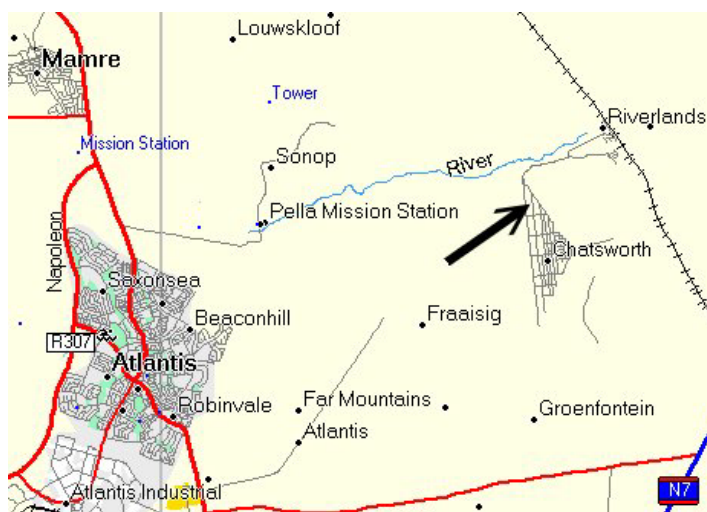 Louwskloof
Mamre
Tower
Riverlands
Mission Station
Sonop
River
Pella Mission Station
Napoleon
Chatsworth
Saxonsea
Beaconhill
Fraaisig
R307
Atlantis
Far Mountains
Robinvale
Groenfontein
Atlantis
Atlantis Industrial
N7